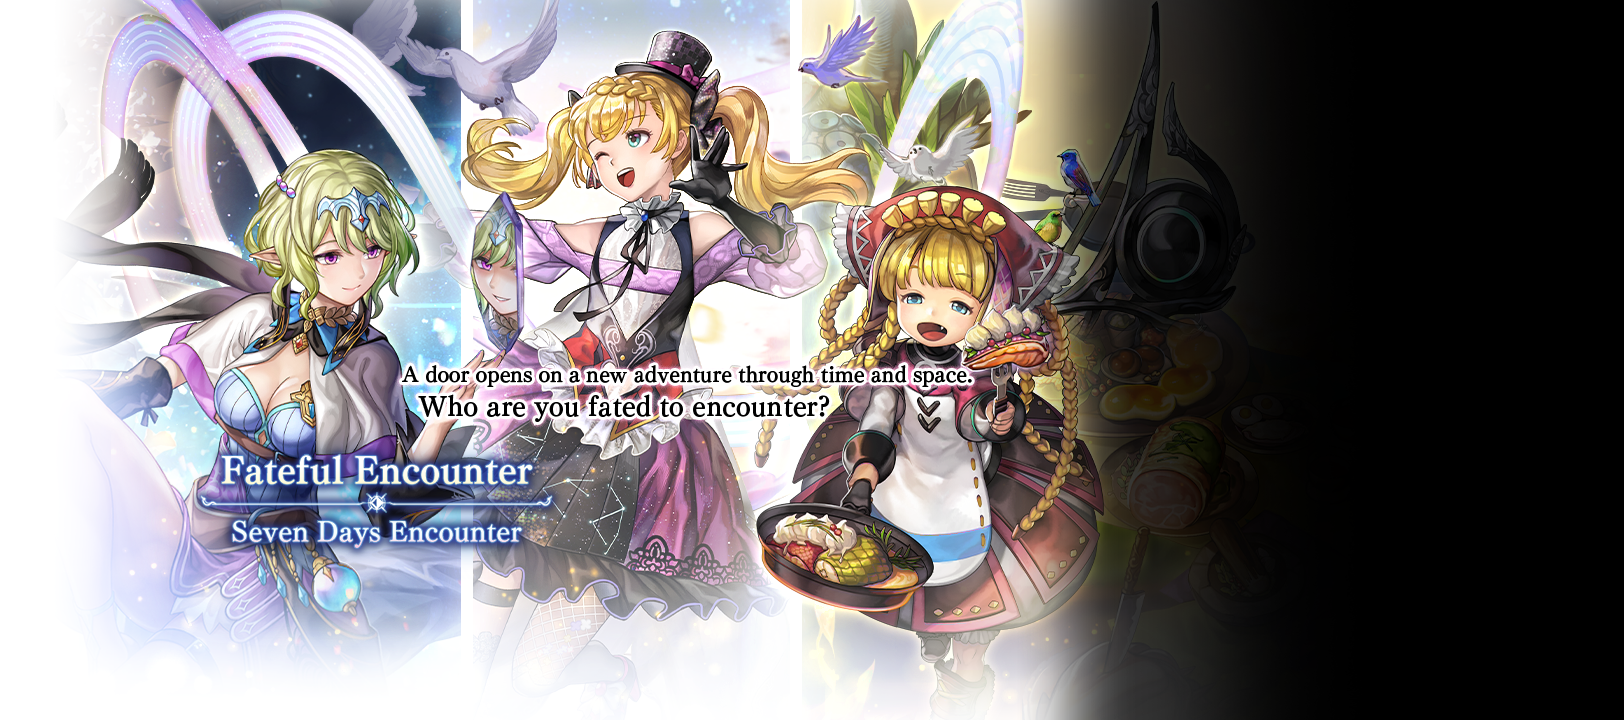 A door opens on a new adventure through time and space.
Who are you fated to encounter?
Fateful Encounter
Seven Days Encounter